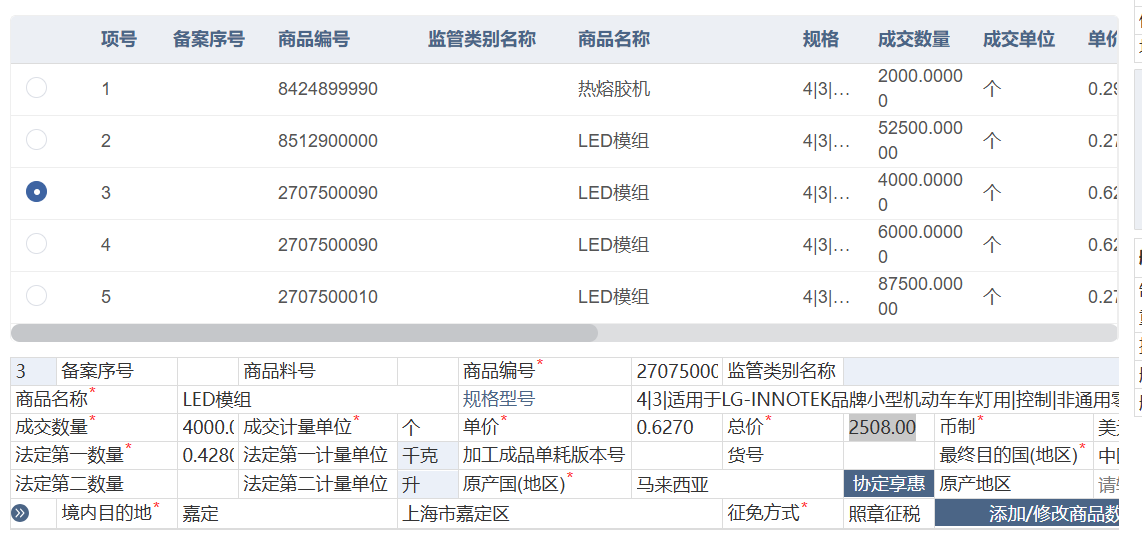 项号 备案序号 商品编号 监管类别名称 商品名称 规格 成交数量 成交单位 单价
1 8424899990 热熔胶机 4|3|... 2000.00000 个 0.29
2 8512900000 LED模组 4|3|... 52500.00000 个 0.27
3 2707500090 LED模组 4|3|... 4000.00000 个 0.62
4 2707500090 LED模组 4|3|... 6000.00000 个 0.62
5 2707500010 LED模组 4|3|... 87500.00000 个 0.27
3 备案序号 商品料号 商品编号* 2707500 监管类别名称
商品名称* LED模组 规格型号 4|3|适用于LG-INNOTEK品牌小型机动车车灯用|控制|非通用零
成交数量* 4000.0 成交计量单位* 个 单价* 0.6270 总价* 2508.00 币制* 美
法定第一数量* 0.4280 法定第一计量单位 千克 加工成品单耗版本号 货号 最终目的国(地区)* 中
法定第二数量 法定第二计量单位 升 原产国(地区)* 马来西亚 协定享惠 原产地区 请
境内目的地* 嘉定 上海市嘉定区 征免方式* 照章征税 添加/修改商品数